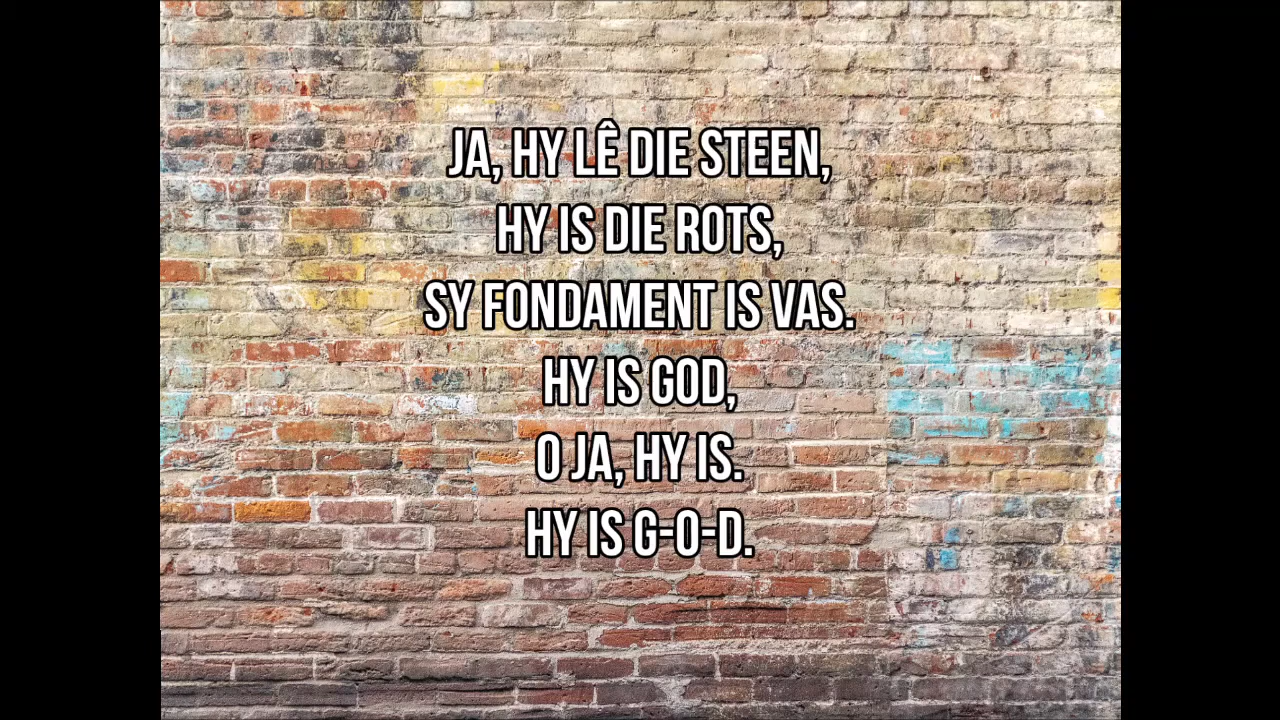 JA, HY LÊ DIE STEEN,
HY IS DIE ROTS,
SY FONDAMENT IS VAS.
HY IS GOD,
O JA, HY IS.
HY IS G-O-D.